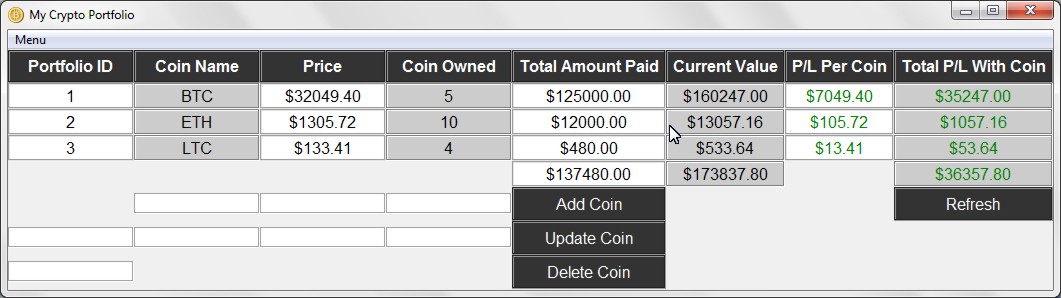 My Crypto Portfolio
Menu
Portfolio ID Coin Name Price Coin Owned Total Amount Paid Current Value P/L Per Coin Total P/L With Coin
1 BTC $32049.40 5 $125000.00 $160247.00 $7049.40 $35247.00
2 ETH $1305.72 10 $12000.00 $13057.16 $105.72 $1057.16
3 LTC $133.41 4 $480.00 $533.64 $13.41 $53.64
$137480.00 $173837.80 $36357.80
Add Coin Refresh
Update Coin
Delete Coin